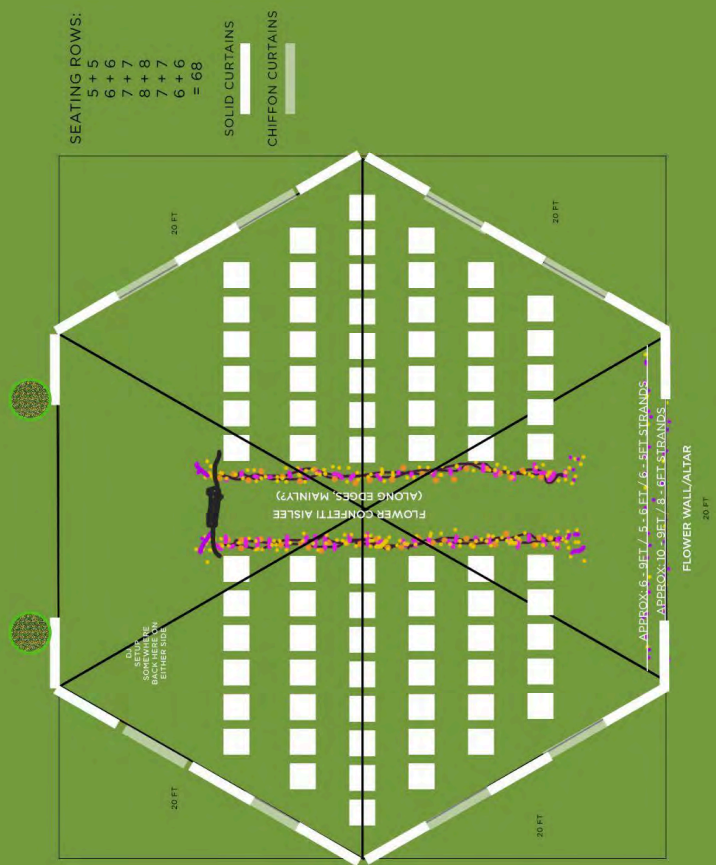 SEATING ROWS:
5 + 5
6 + 6
7 + 7
8 + 8
7 + 7
6 + 6
= 68
SOLID CURTAINS
CHIFFON CURTAINS
20 FT
20 FT
20 FT
20 FT
20 FT
FLOWER CONFETTI AISLEE
(ALONG EDGES, MAINLY?)
DJ
SETUP
SOMEWHERE
BACK HERE ON
EITHER SIDE
APPROX: 6 - 9FT / 5 - 6 FT / 6 - 5FT STRANDS
APPROX: 10 - 9FT / 8 - 6FT STRANDS
FLOWER WALL/ALTAR